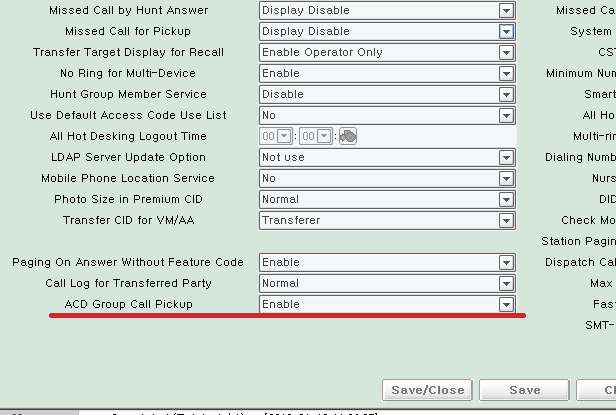 Missed Call by Hunt Answer Display Disable Missed Ca
Missed Call for Pickup Display Disable System
Transfer Target Display for Recall Enable Operator Only CST
No Ring for Multi-Device Enable Minimum Num
Hunt Group Member Service Disable Smart
Use Default Access Code Use List No All Ho
All Hot Desking Logout Time 00 : 00 : Multi-rin
LDAP Server Update Option Not use Dialing Numb
Mobile Phone Location Service No Nurs
Photo Size in Premium CID Normal DID
Transfer CID for VM/AA Transferer Check Mo
Station Pagin
Paging On Answer Without Feature Code Enable Dispatch Cal
Call Log for Transferred Party Normal Max
ACD Group Call Pickup Enable Fast
SMT-
Save/Close Save Cl